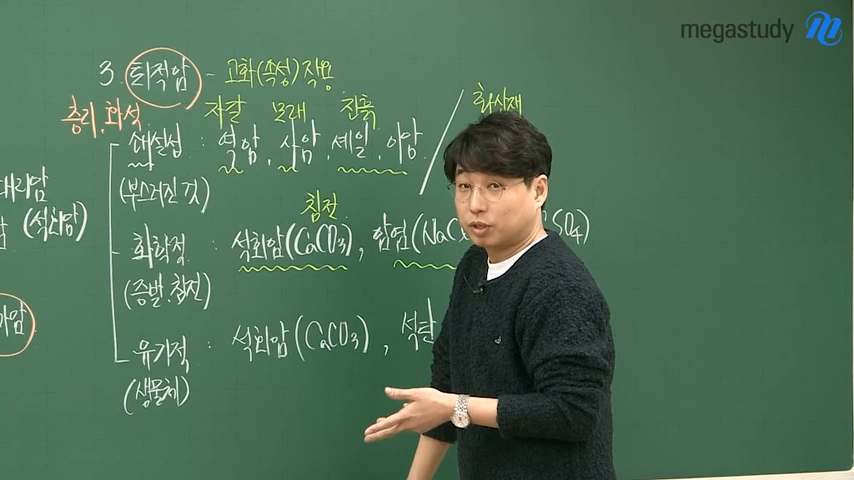 megastudy
3. 퇴적암 - 고화(속성)작용
층리, 화석
자갈 모래 진흙 화산재
쇄설성 : 역암, 사암, 셰일, 이암
(부스러진 것)
(석회암)
침전
화학적 : 석회암(CaCO3), 암염(NaCl SO4)
(증발, 침전)
유기적 : 석회암(CaCO3), 석탄
(생물체)